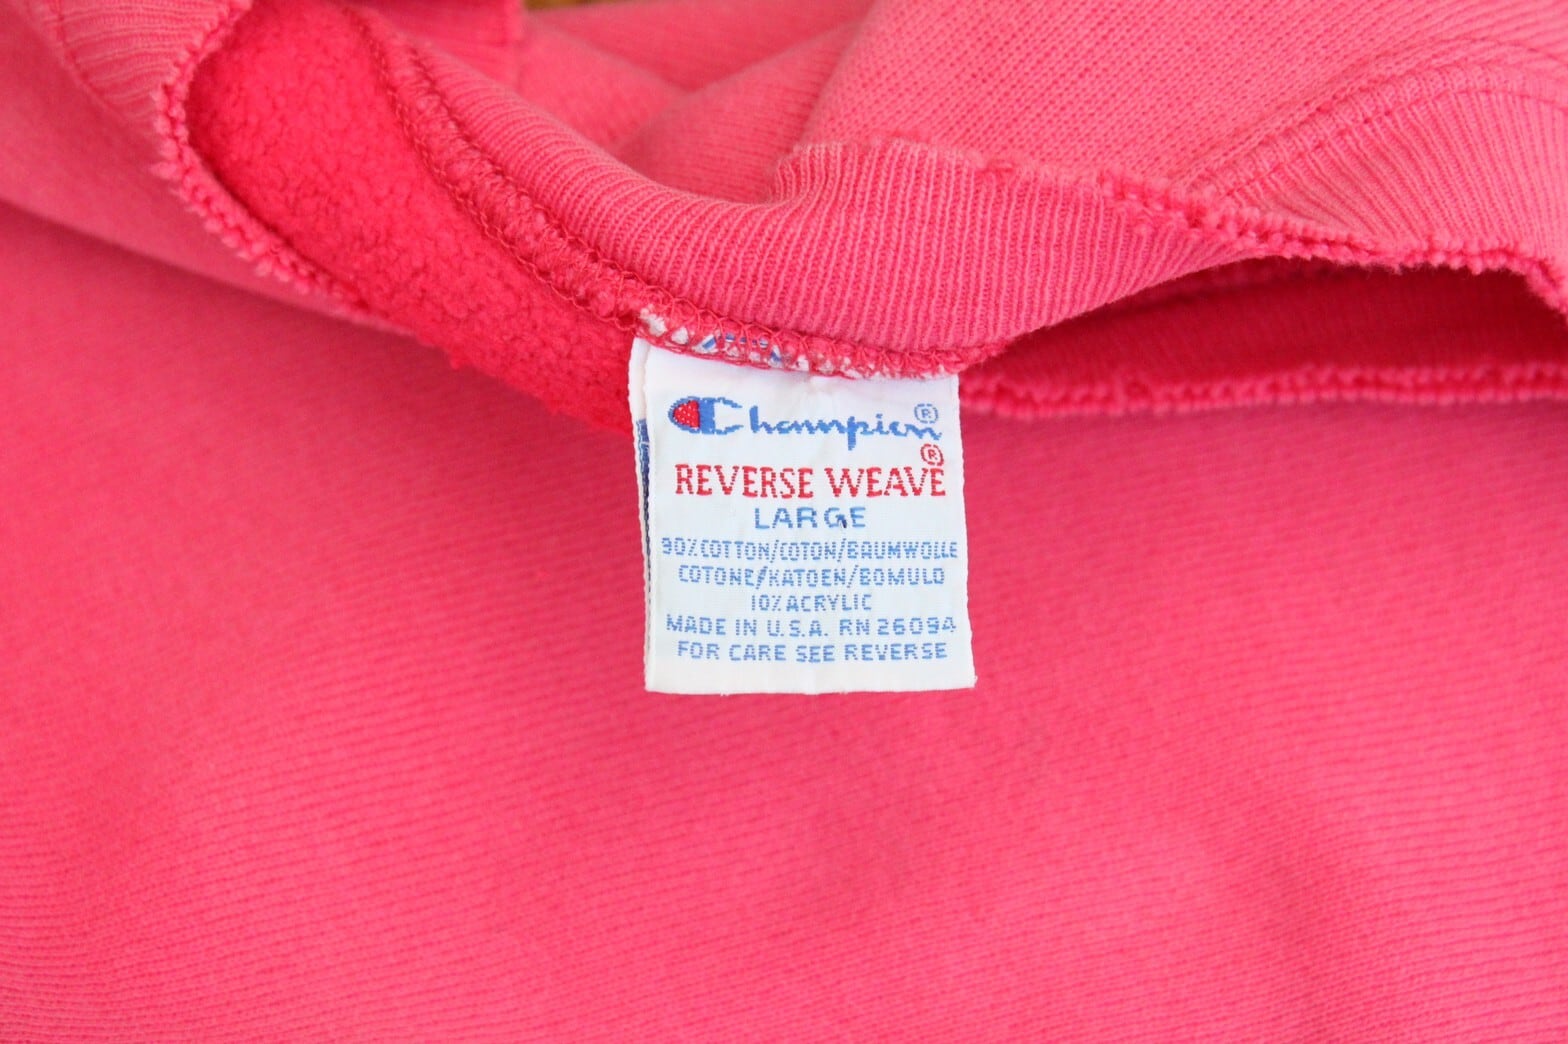 Champion®
REVERSE WEAVE®
LARGE
90% COTTON/COTON/BAUMWOLLE
COTONE/KATOEN/BOMULD
10% ACRYLIC
MADE IN U.S.A. RN 26094
FOR CARE SEE REVERSE